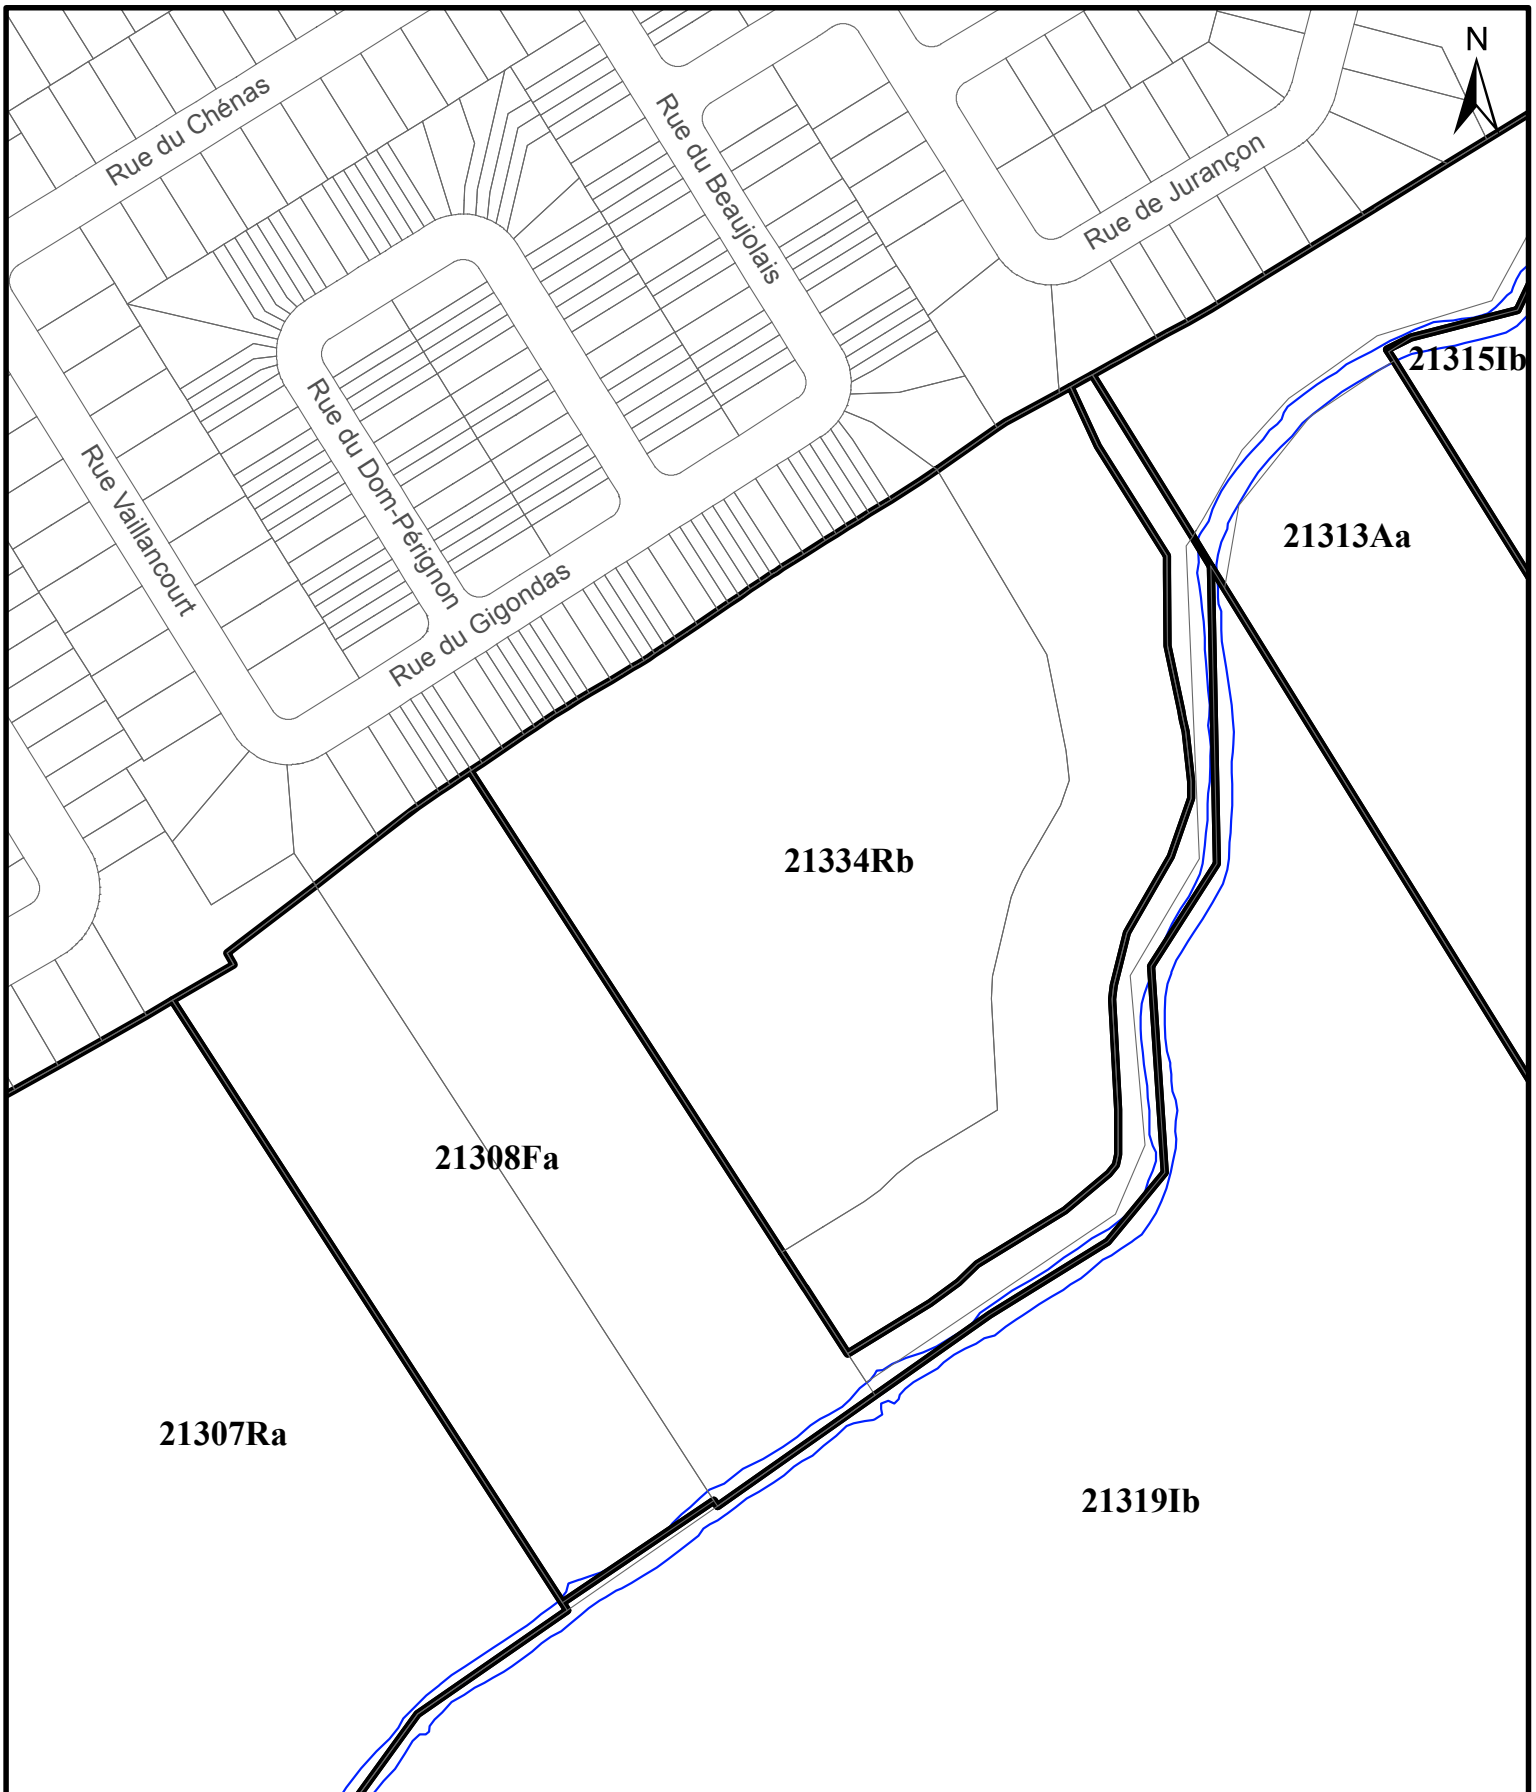 N
Rue du Chénas
Rue du Beaujolais
Rue de Jurançon
21315Ib
Rue du Dom-Pérignon
Rue Vaillancourt
21313Aa
Rue du Gigondas
21334Rb
21308Fa
21307Ra
21319Ib